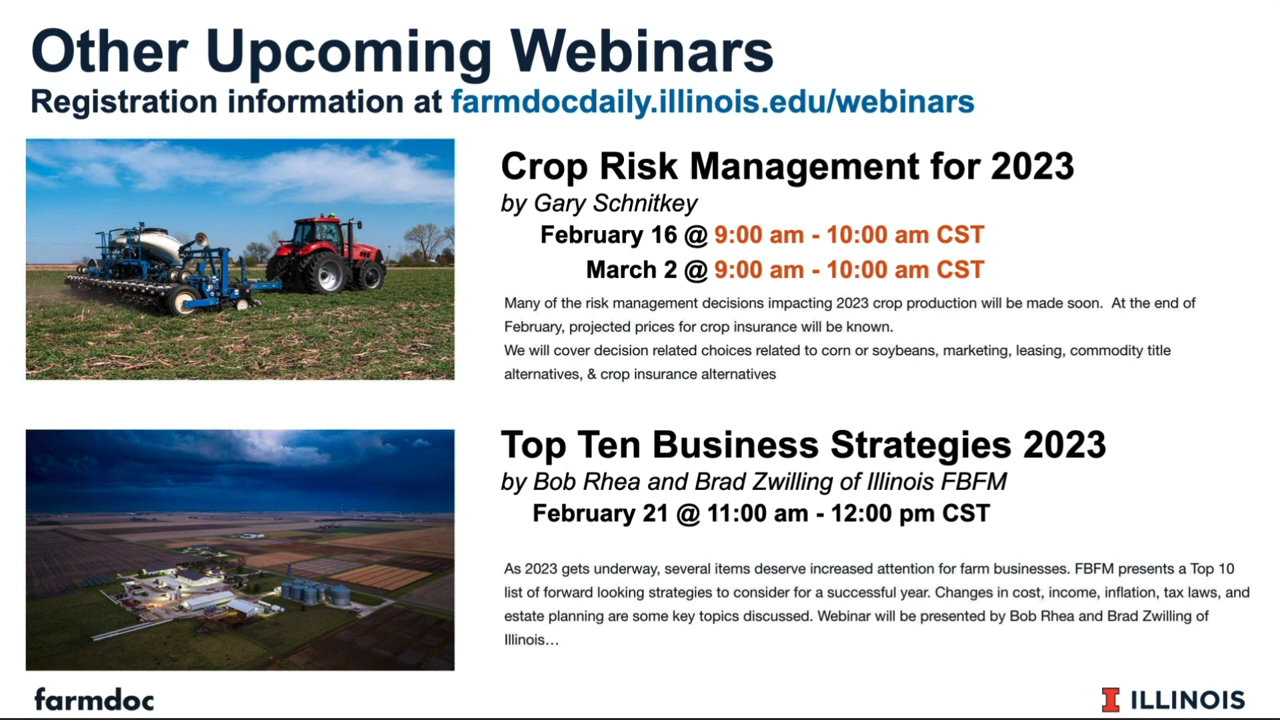 Other Upcoming Webinars
Registration information at farmdocdaily.illinois.edu/webinars
Crop Risk Management for 2023
by Gary Schnitkey
February 16 @ 9:00 am - 10:00 am CST
March 2 @ 9:00 am - 10:00 am CST
Many of the risk management decisions impacting 2023 crop production will be made soon. At the end of
February, projected prices for crop insurance will be known.
We will cover decision related choices related to corn or soybeans, marketing, leasing, commodity title
alternatives, & crop insurance alternatives
Top Ten Business Strategies 2023
by Bob Rhea and Brad Zwilling of Illinois FBFM
February 21 @ 11:00 am - 12:00 pm CST
As 2023 gets underway, several items deserve increased attention for farm businesses. FBFM presents a Top 10
list of forward looking strategies to consider for a successful year. Changes in cost, income, inflation, tax laws, and
estate planning are some key topics discussed. Webinar will be presented by Bob Rhea and Brad Zwilling of
Illinois…
farmdoc
I ILLINOIS